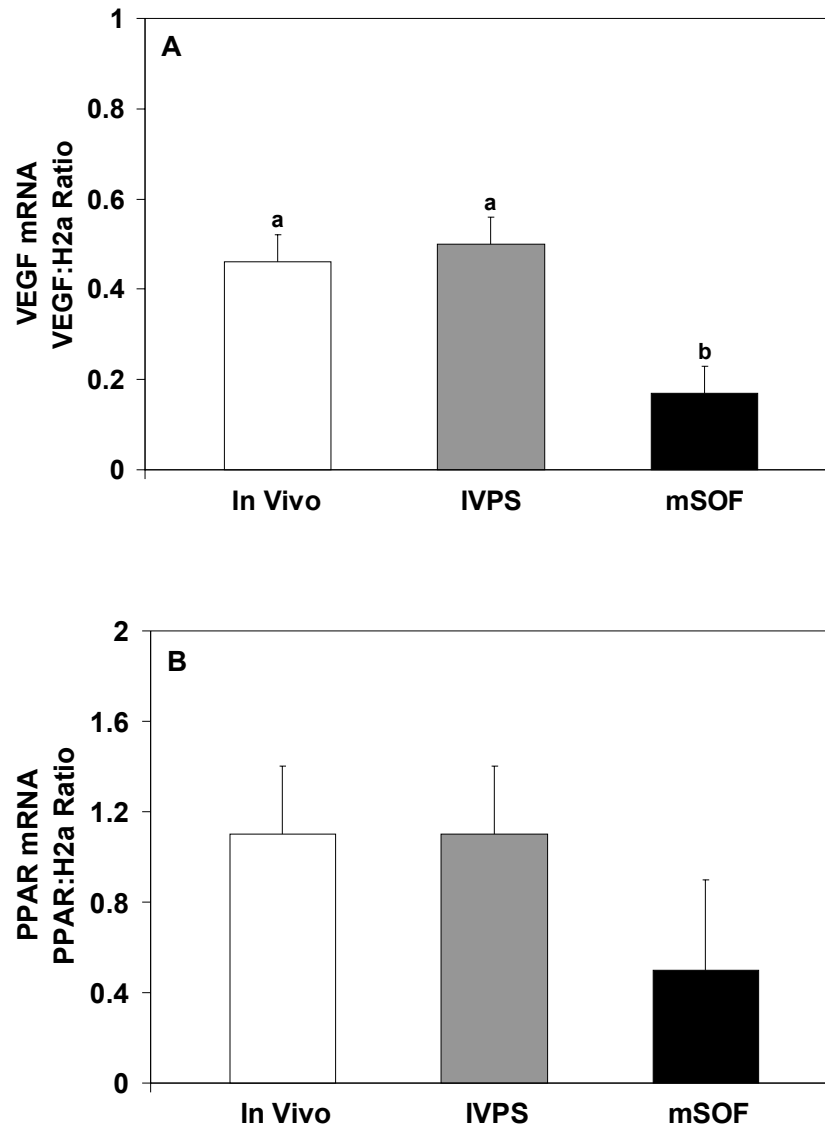 A
VEGF mRNA
VEGF:H2a Ratio
1
0.8
0.6
0.4
0.2
0
a
a
b
In Vivo
IVPS
mSOF
B
PPAR mRNA
PPAR:H2a Ratio
2
1.6
1.2
0.8
0.4
0
In Vivo
IVPS
mSOF